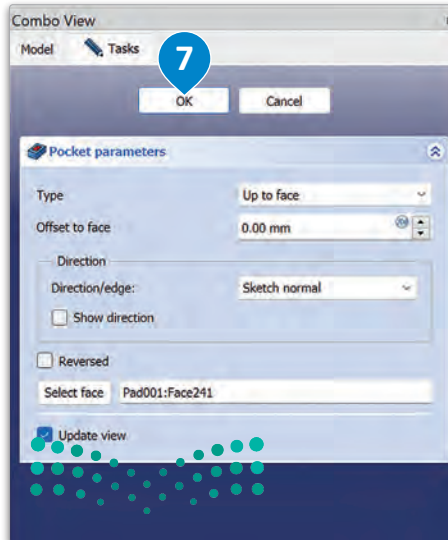 Combo View
Model Tasks
7
OK Cancel
Pocket parameters
Type Up to face
Offset to face 0.00 mm
Direction
Direction/edge: Sketch normal
Show direction
Reversed
Select face Pad001:Face241
Update view